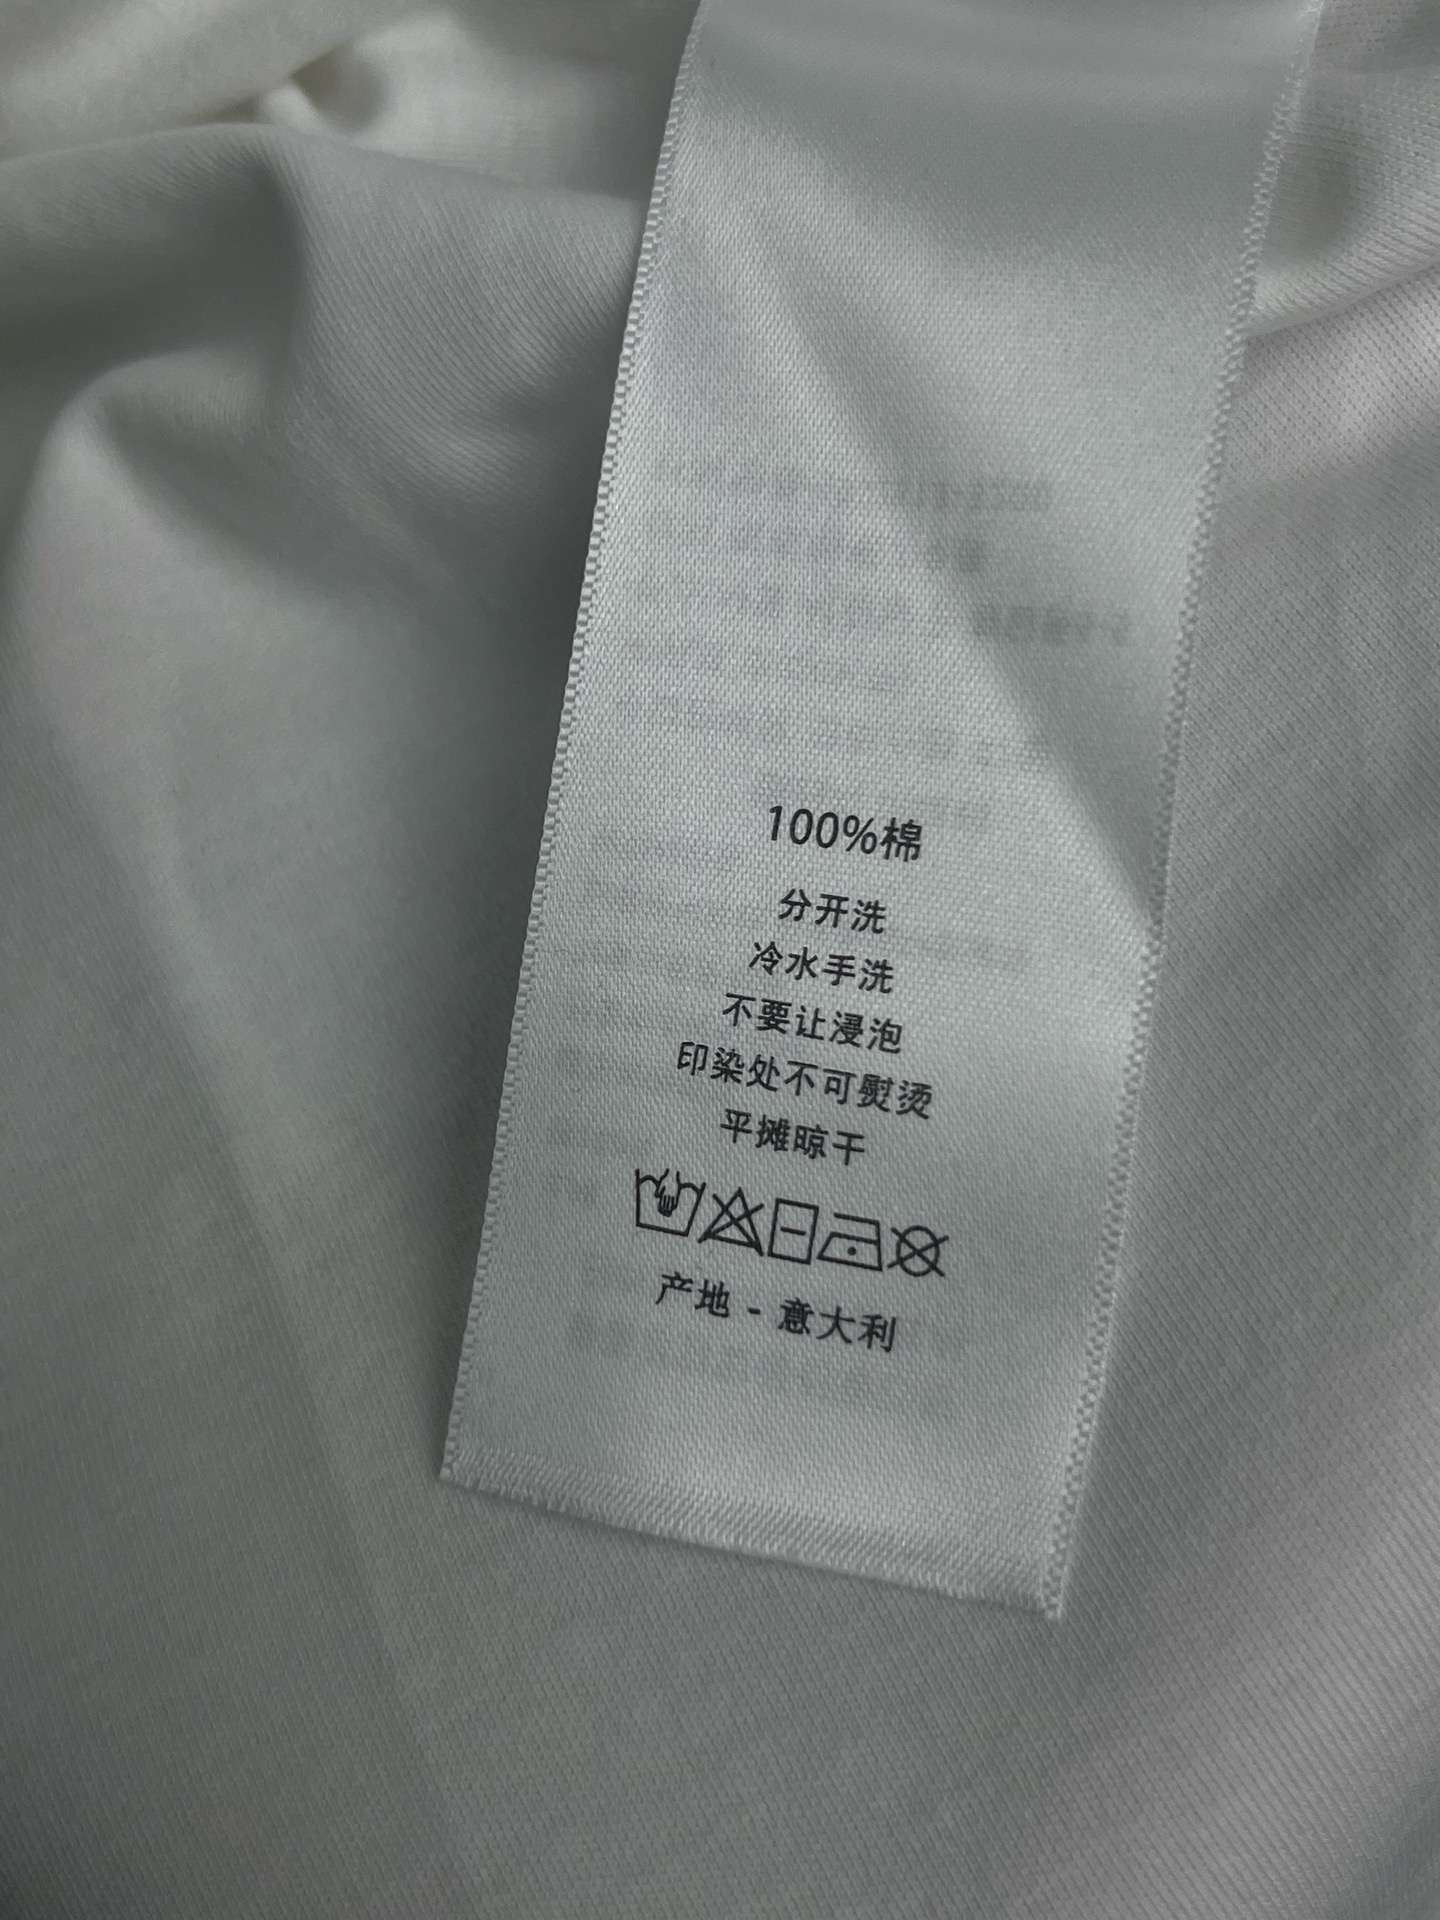 100%棉
分开洗
冷水手洗
不要让浸泡
印染处不可熨烫
平摊晾干
产地 - 意大利